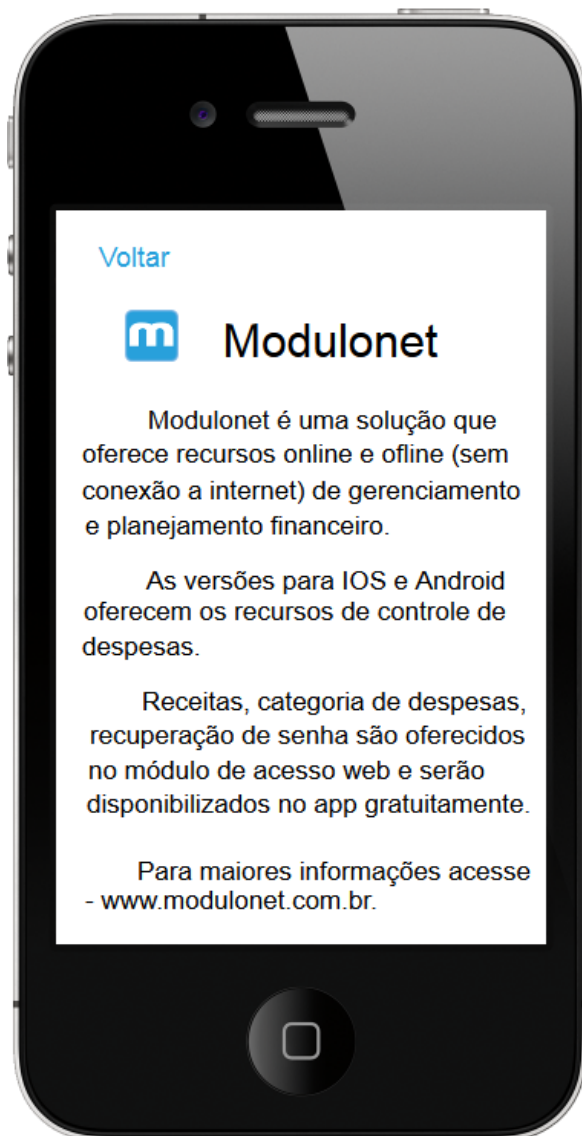 Voltar
m Modulonet
Modulonet é uma solução que
oferece recursos online e ofline (sem
conexão a internet) de gerenciamento
e planejamento financeiro.
As versões para IOS e Android
oferecem os recursos de controle de
despesas.
Receitas, categoria de despesas,
recuperação de senha são oferecidos
no módulo de acesso web e serão
disponibilizados no app gratuitamente.
Para maiores informações acesse
- www.modulonet.com.br.